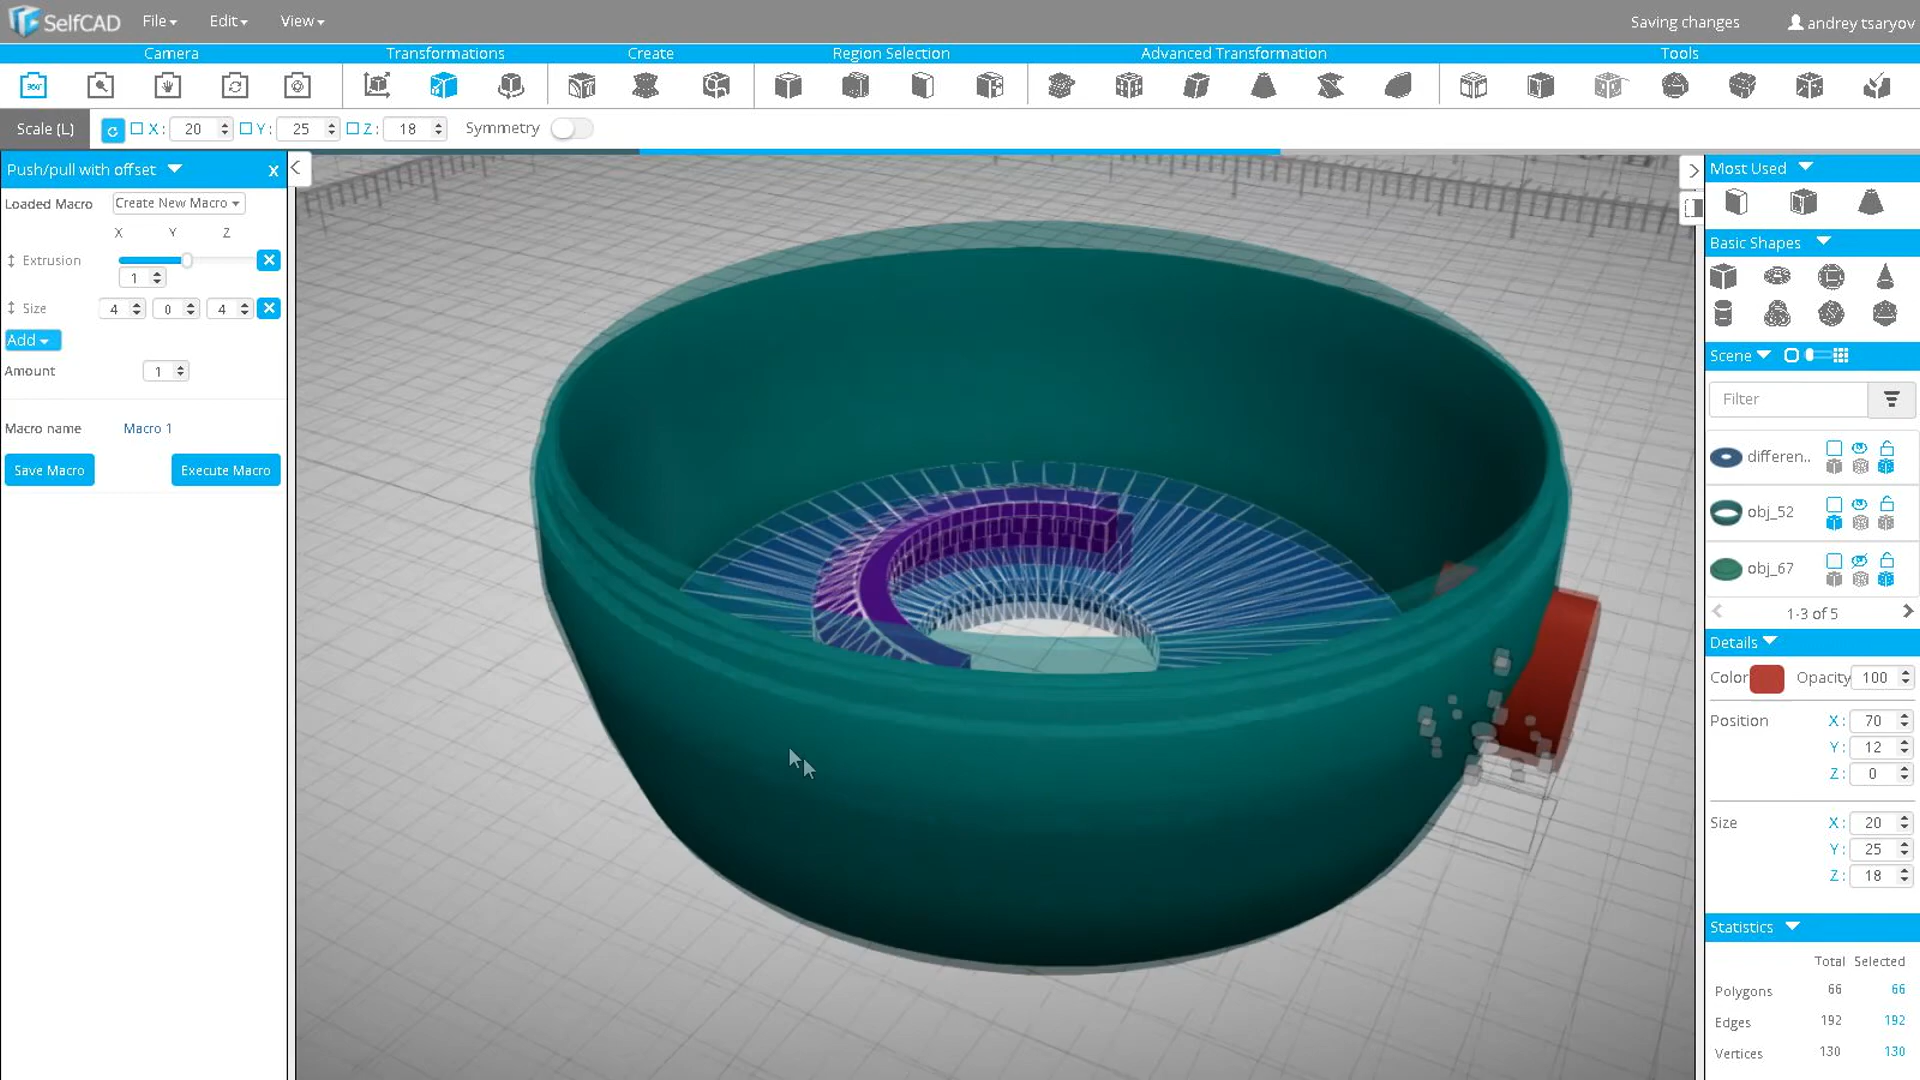 SelfCAD File Edit View Saving changes andrey tsaryov
Camera Transformations Create Region Selection Advanced Transformation Tools
360°
Scale (L) X : 20 Y : 25 Z : 18 Symmetry
Push/pull with offset x
Loaded Macro Create New Macro
X Y Z
Extrusion
1
Size 4 0 4
Add
Amount 1
Macro name Macro 1
Save Macro Execute Macro
Most Used
Basic Shapes
Scene
Filter
differen..
obj_52
obj_67
1-3 of 5
Details
Color Opacity 100
Position X : 70
Y : 12
Z : 0
Size X : 20
Y : 25
Z : 18
Statistics
Total Selected
Polygons 66 66
Edges 192 192
Vertices 130 130